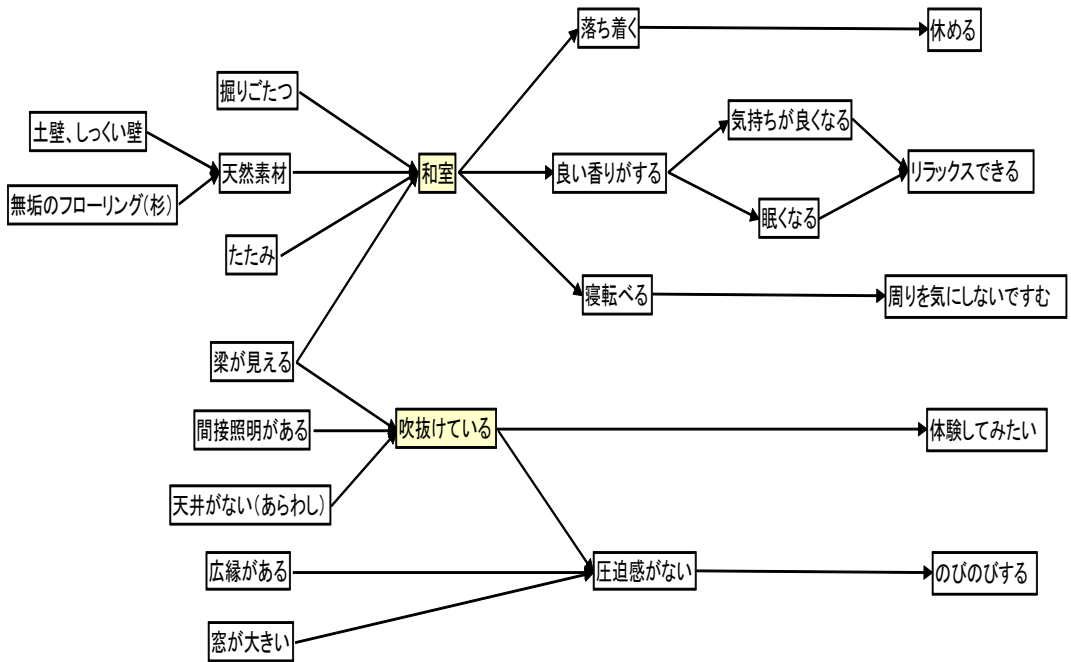 落ち着く
休める
掘りごたつ
気持ちが良くなる
土壁、しっくい壁
天然素材
和室
良い香りがする
リラックスできる
無垢のフローリング(杉)
眠くなる
たたみ
寝転べる
周りを気にしないですむ
梁が見える
間接照明がある
吹抜けている
体験してみたい
天井がない(あらわし)
広縁がある
圧迫感がない
のびのびする
窓が大きい